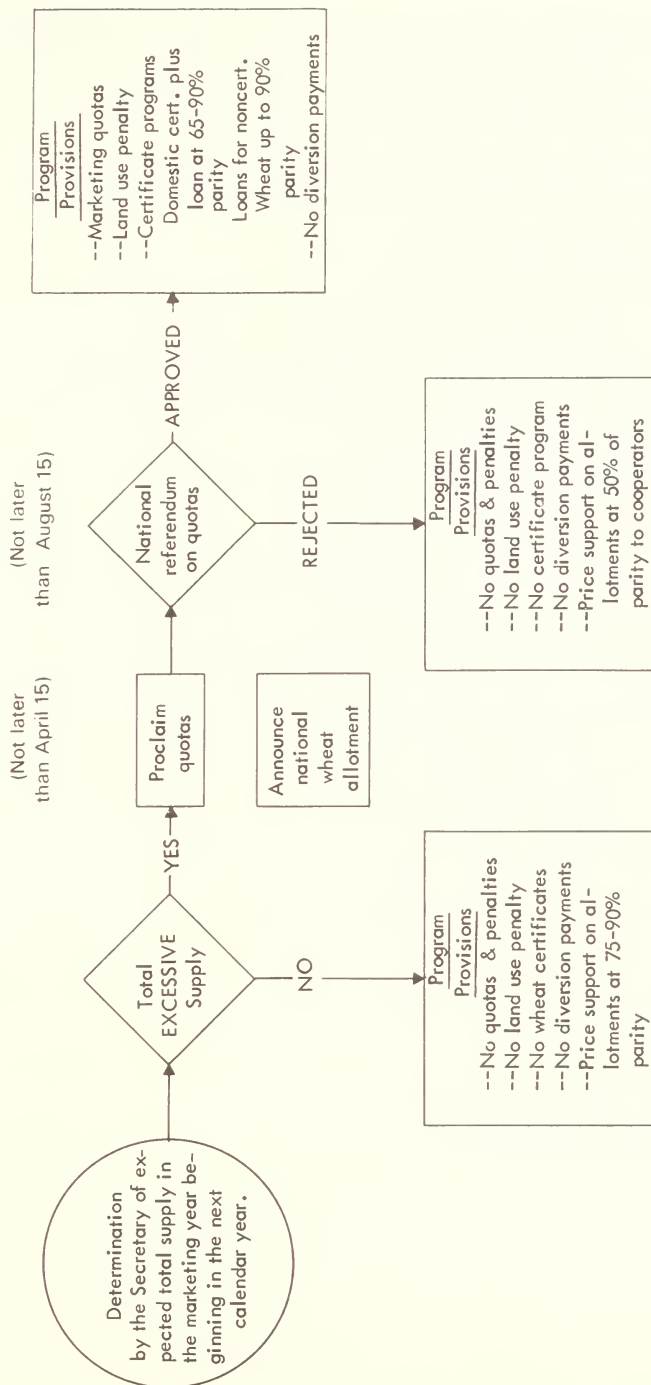 Determination
by the Secretary of ex-
pected total supply in
the marketing year be-
ginning in the next
calendar year.
Total
EXCESSIVE
Supply
YES
NO
(Not later
than April 15)
Proclaim
quotas
Announce
national
wheat
allotment
(Not later
than August 15)
National
referendum
on quotas
APPROVED
REJECTED
Program
Provisions
--Marketing quotas
--Land use penalty
--Certificate programs
Domestic cert. plus
loan at 65-90%
parity
Loans for noncert.
Wheat up to 90%
parity
--No diversion payments
Program
Provisions
--No quotas & penalties
--No land use penalty
--No wheat certificates
--No diversion payments
--Price support on al-
lotments at 75-90%
parity
Program
Provisions
--No quotas & penalties
--No land use penalty
--No certificate program
--No diversion payments
--Price support on al-
lotments at 50% of
parity to cooperators